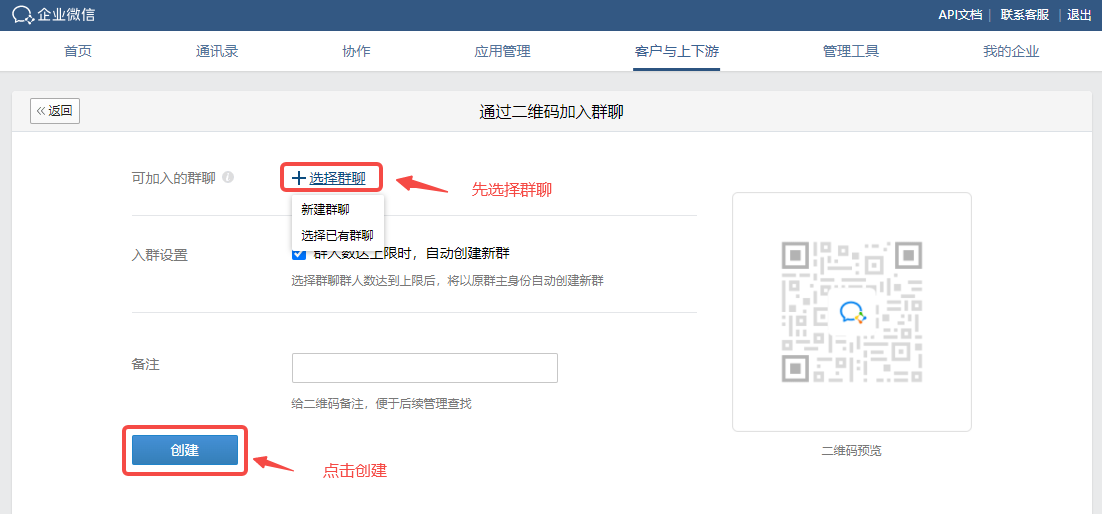 企业微信
API文档 | 联系客服 | 退出
首页 通讯录 协作 应用管理 客户与上下游 管理工具 我的企业
«返回
通过二维码加入群聊
可加入的群聊
+选择群聊
先选择群聊
新建群聊
选择已有群聊
入群设置
群人数达上限时，自动创建新群
选择群聊群人数达到上限后，将以原群主身份自动创建新群
备注
给二维码备注，便于后续管理查找
创建
点击创建
二维码预览